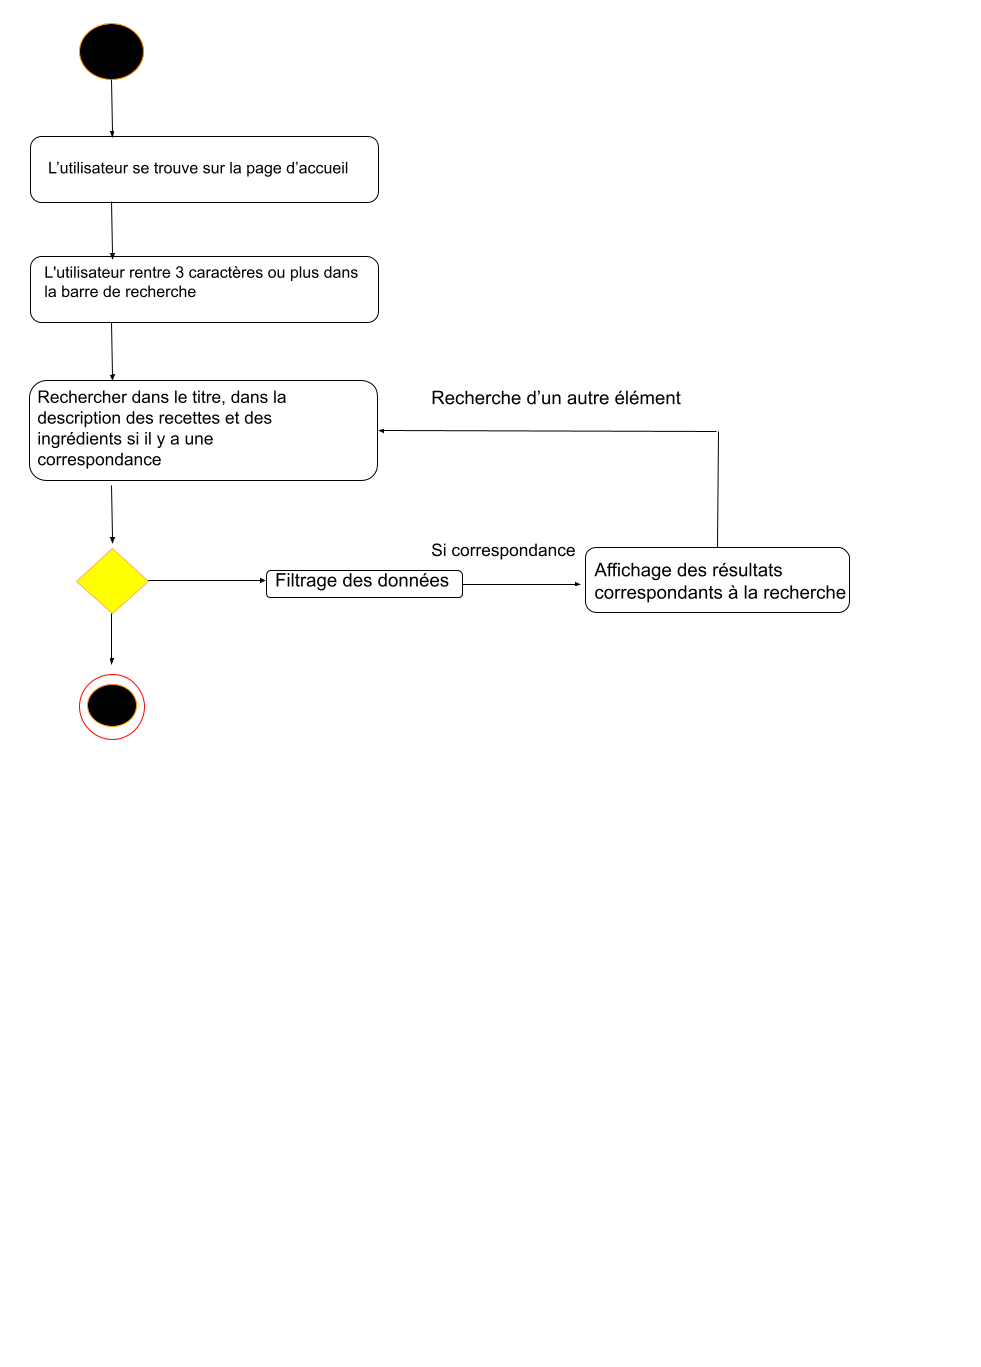 L’utilisateur se trouve sur la page d’accueil
L'utilisateur rentre 3 caractères ou plus dans
la barre de recherche
Rechercher dans le titre, dans la
description des recettes et des
ingrédients si il y a une
correspondance
Recherche d’un autre élément
Si correspondance
Filtrage des données
Affichage des résultats
correspondants à la recherche